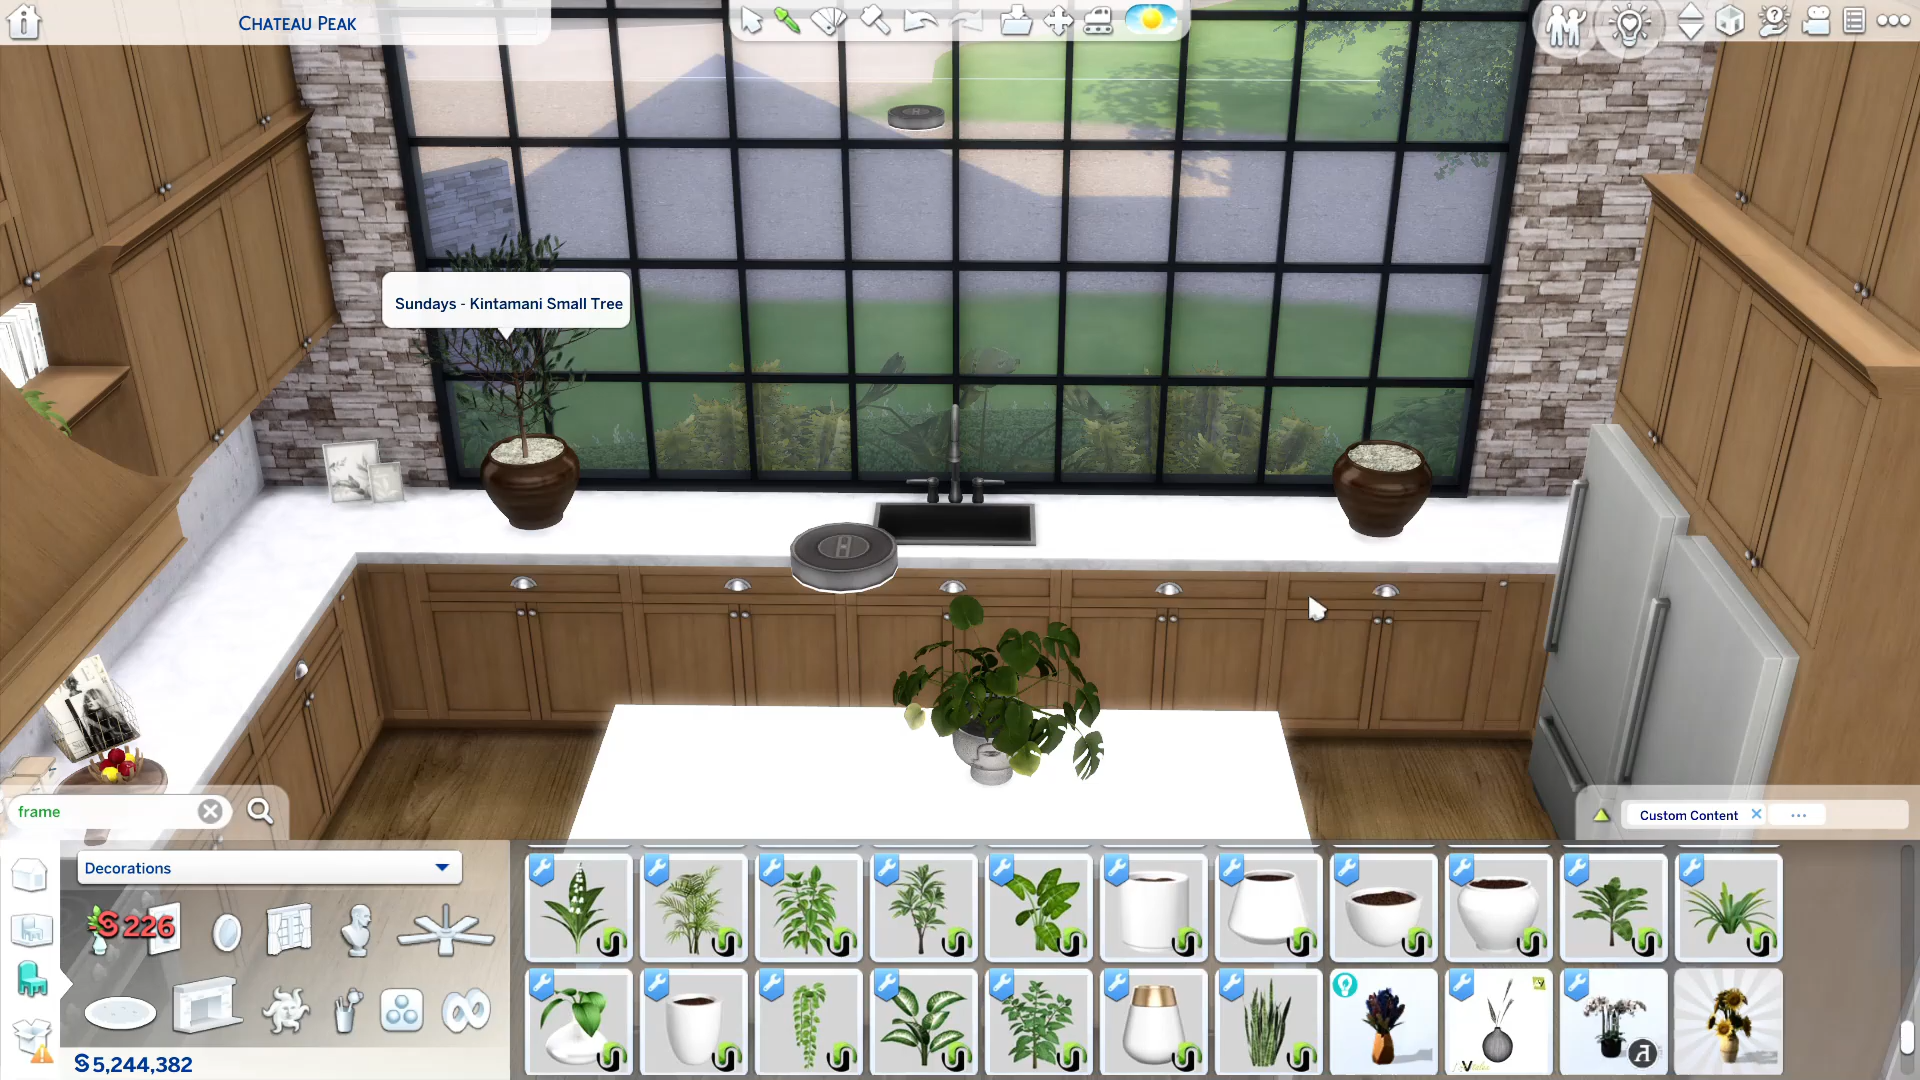 CHATEAU PEAK
Sundays - Kintamani Small Tree
frame
Custom Content
Decorations
§226
§5,244,382